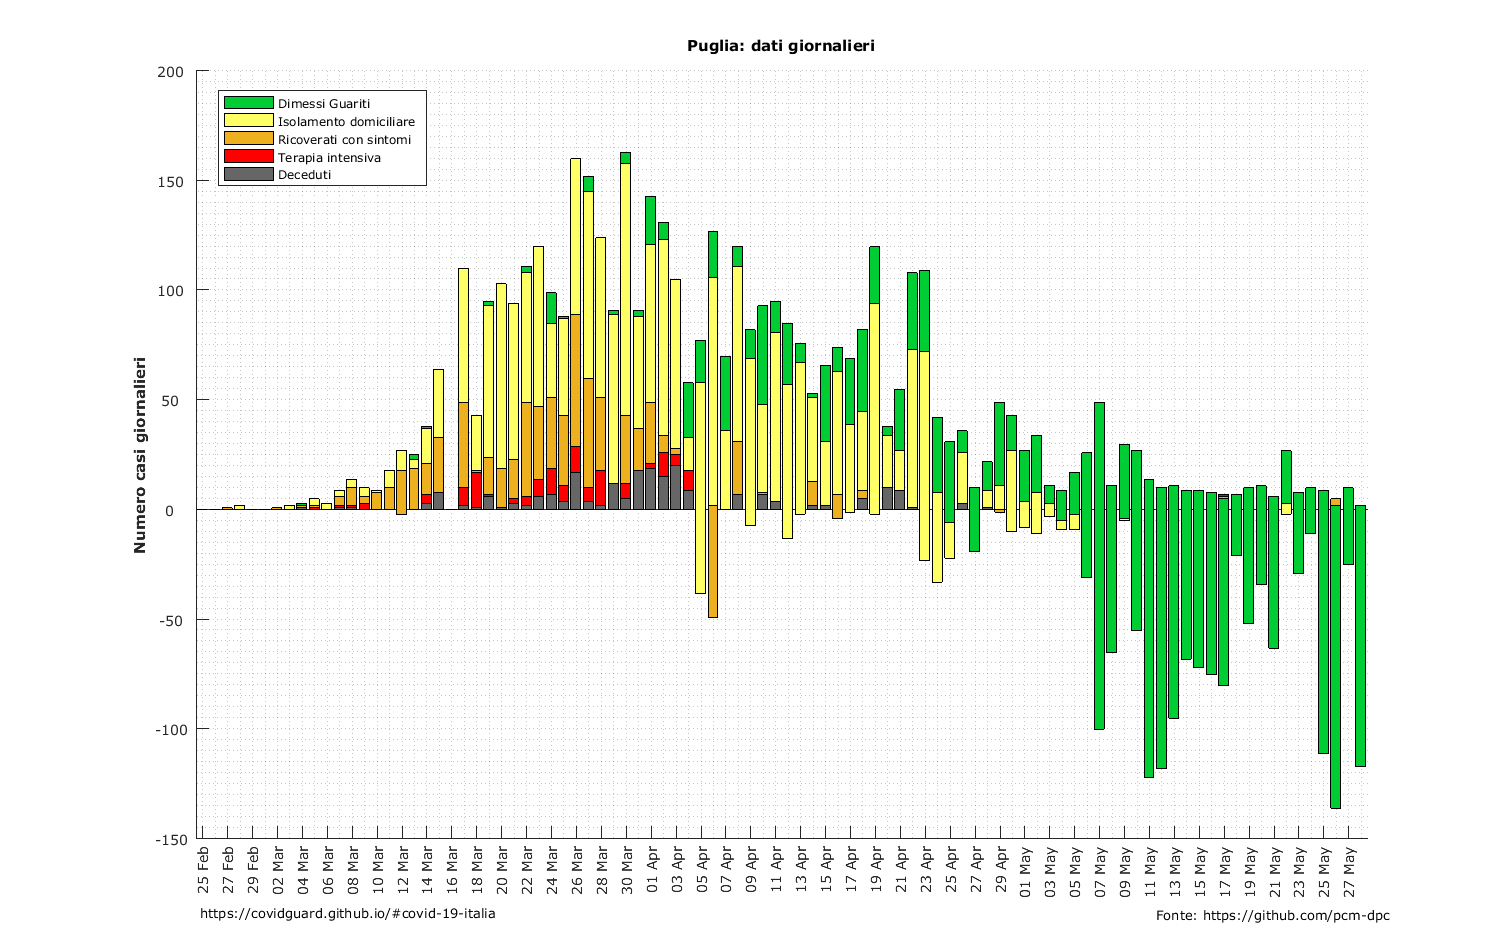 Puglia: dati giornalieri
200
150
100
50
0
-50
-100
-150
Numero casi giornalieri
Dimessi Guariti
Isolamento domiciliare
Ricoverati con sintomi
Terapia intensiva
Deceduti
25 Feb
27 Feb
29 Feb
02 Mar
04 Mar
06 Mar
08 Mar
10 Mar
12 Mar
14 Mar
16 Mar
18 Mar
20 Mar
22 Mar
24 Mar
26 Mar
28 Mar
30 Mar
01 Apr
03 Apr
05 Apr
07 Apr
09 Apr
11 Apr
13 Apr
15 Apr
17 Apr
19 Apr
21 Apr
23 Apr
25 Apr
27 Apr
29 Apr
01 May
03 May
05 May
07 May
09 May
11 May
13 May
15 May
17 May
19 May
21 May
23 May
25 May
27 May
https://covidguard.github.io/#covid-19-italia
Fonte: https://github.com/pcm-dpc